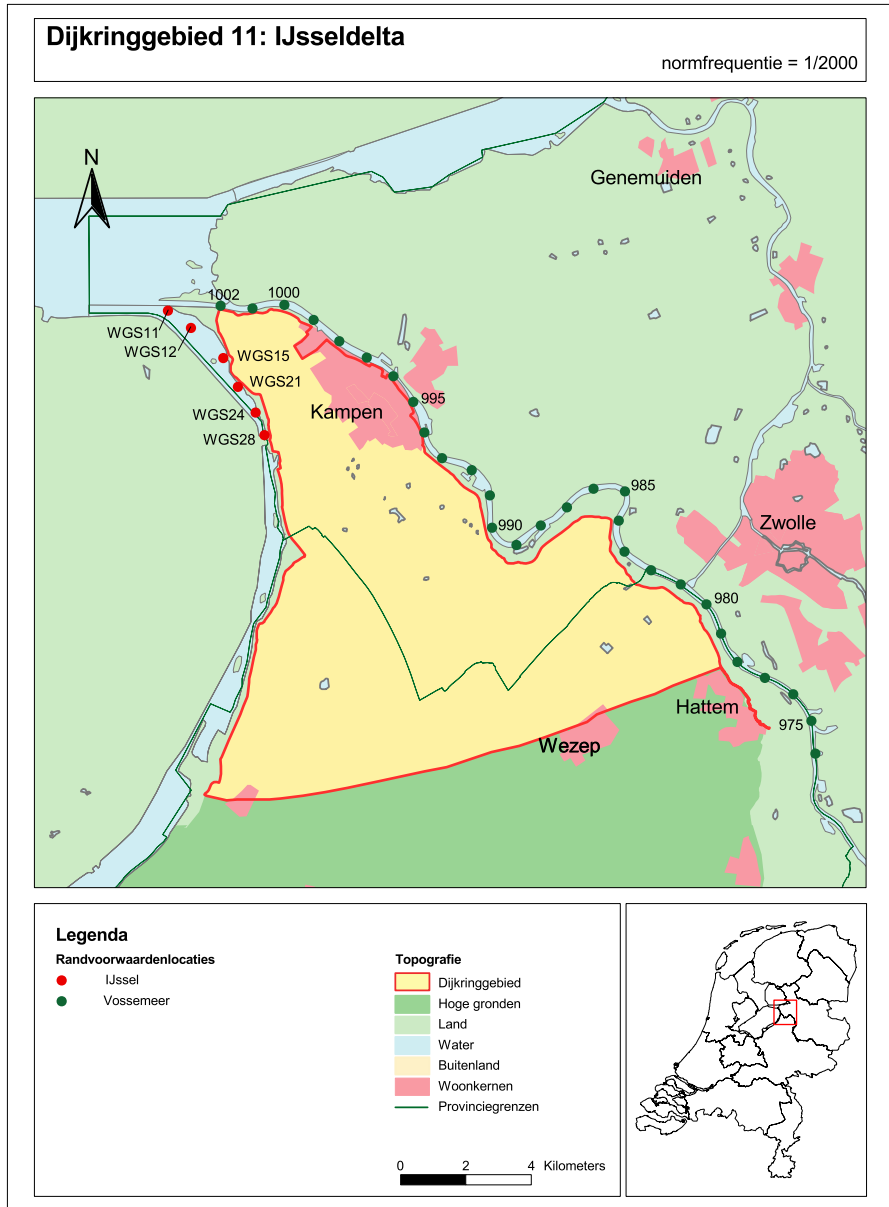 Dijkringgebied 11: IJsseldelta
normfrequentie = 1/2000
N
Genemuiden
1002
1000
WGS11
WGS12
WGS15
WGS21
WGS24
WGS28
Kampen
995
990
985
Zwolle
980
Hattem
975
Wezep
Legenda
Randvoorwaardenlocaties
IJssel
Vossemeer
Topografie
Dijkringgebied
Hoge gronden
Land
Water
Buitenland
Woonkernen
Provinciegrenzen
0 2 4 Kilometers